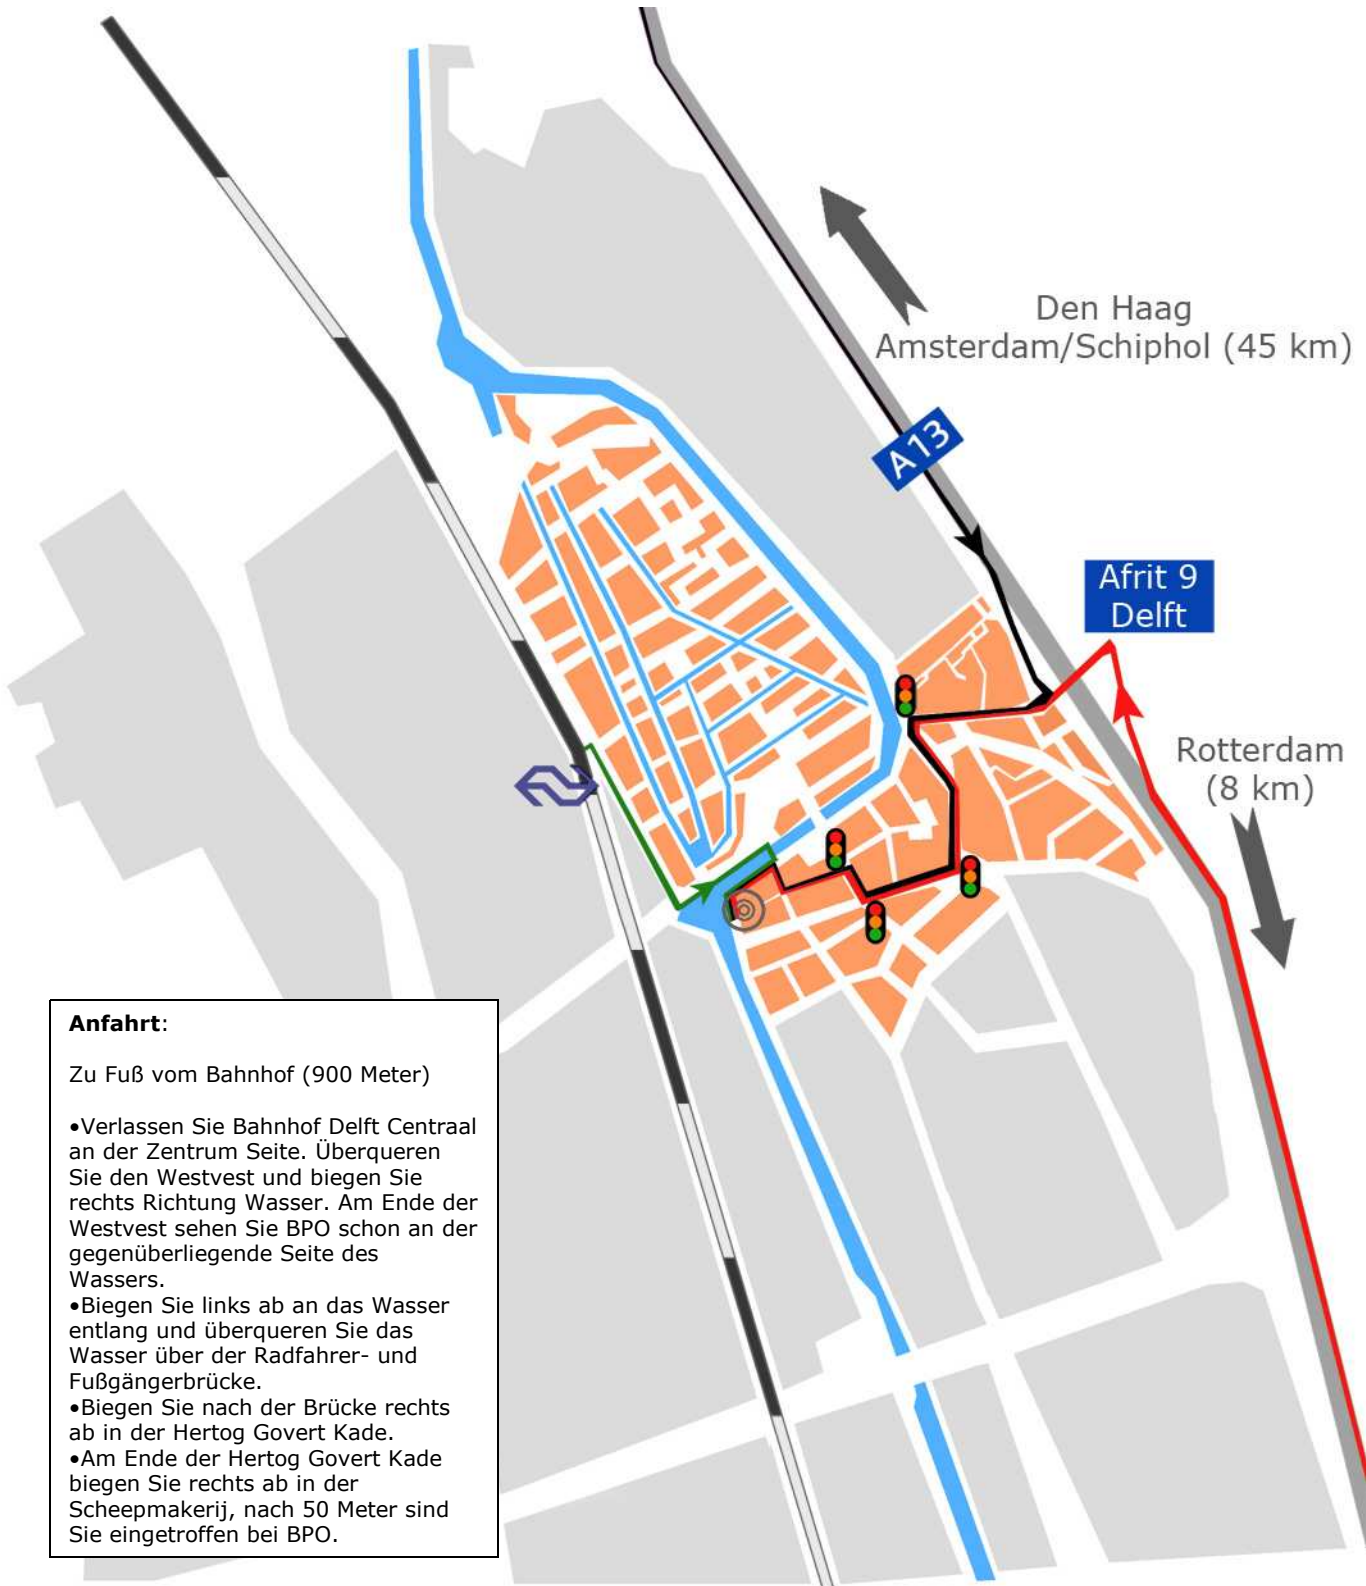 Den Haag
Amsterdam/Schiphol (45 km)
A13
Afrit 9
Delft
Rotterdam
(8 km)
Anfahrt:
Zu Fuß vom Bahnhof (900 Meter)
•Verlassen Sie Bahnhof Delft Centraal
an der Zentrum Seite. Überqueren
Sie den Westvest und biegen Sie
rechts Richtung Wasser. Am Ende der
Westvest sehen Sie BPO schon an der
gegenüberliegende Seite des
Wassers.
•Biegen Sie links ab an das Wasser
entlang und überqueren Sie das
Wasser über der Radfahrer- und
Fußgängerbrücke.
•Biegen Sie nach der Brücke rechts
ab in der Hertog Govert Kade.
•Am Ende der Hertog Govert Kade
biegen Sie rechts ab in der
Scheepmakerij, nach 50 Meter sind
Sie eingetroffen bei BPO.